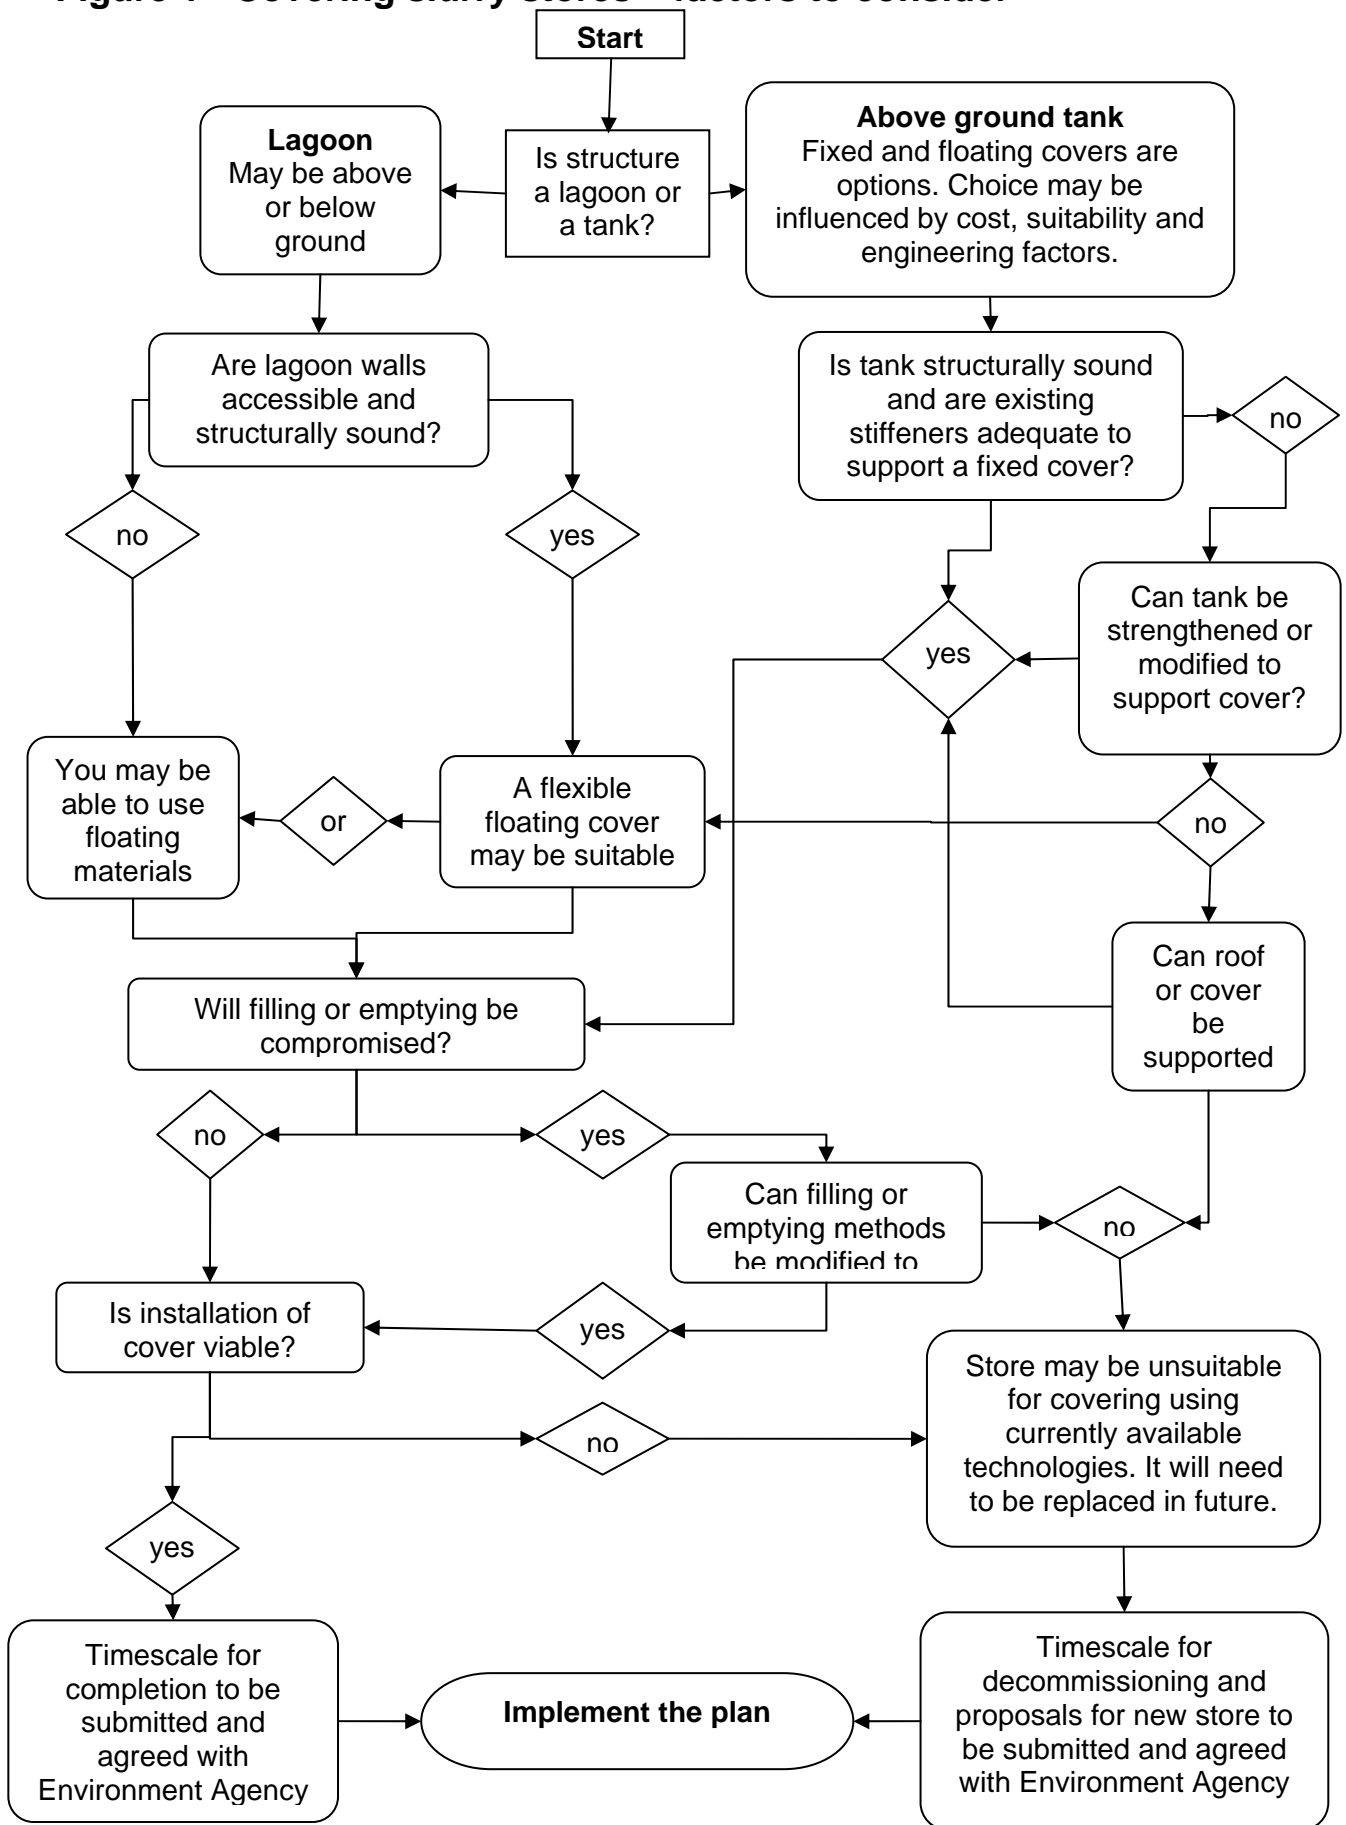 Start
Lagoon
May be above
or below
ground
Is structure
a lagoon or
a tank?
Above ground tank
Fixed and floating covers are
options. Choice may be
influenced by cost, suitability and
engineering factors.
Are lagoon walls
accessible and
structurally sound?
Is tank structurally sound
and are existing
stiffeners adequate to
support a fixed cover?
no
no
yes
Can tank be
strengthened or
modified to
support cover?
yes
You may be
able to use
floating
materials
or
A flexible
floating cover
may be suitable
no
Can roof
or cover
be
supported
Will filling or emptying be
compromised?
no
yes
Can filling or
emptying methods
be modified to
no
Is installation of
cover viable?
yes
Store may be unsuitable
for covering using
currently available
technologies. It will need
to be replaced in future.
no
yes
Timescale for
completion to be
submitted and
agreed with
Environment Agency
Implement the plan
Timescale for
decommissioning and
proposals for new store to
be submitted and agreed
with Environment Agency